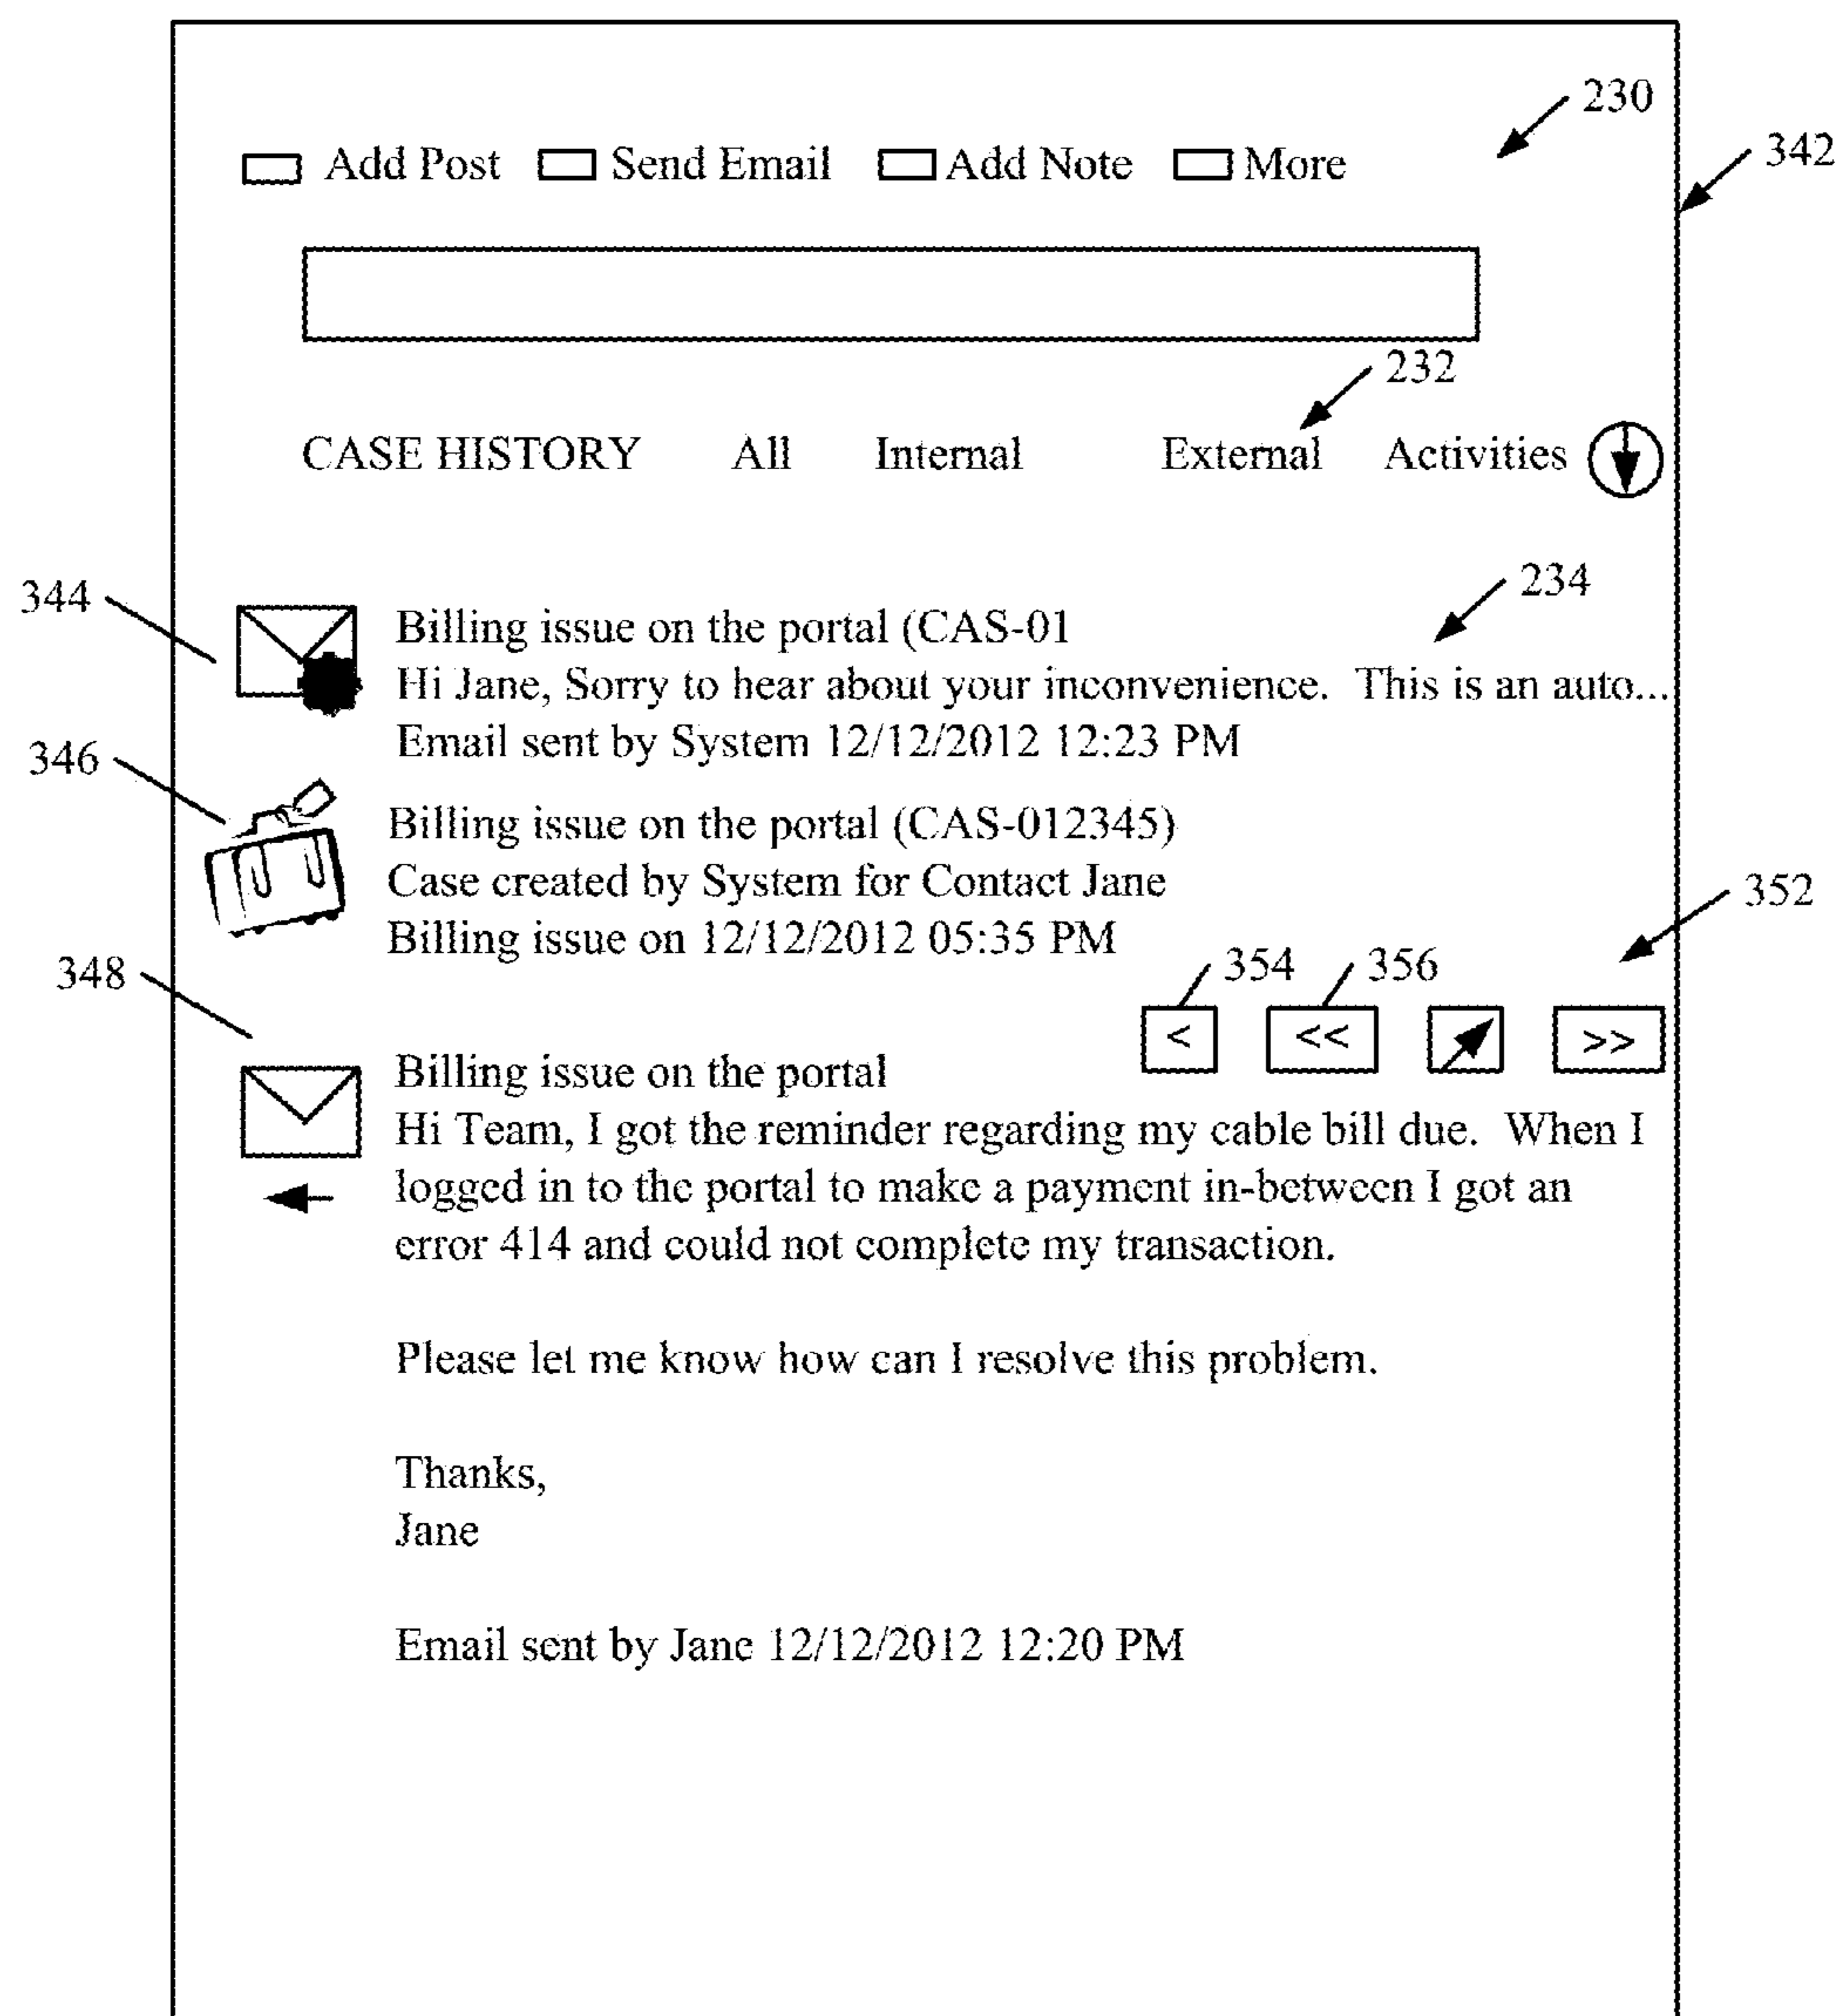 230
342
Add Post Send Email Add Note More
232
CASE HISTORY All Internal External Activities
344
234
Billing issue on the portal (CAS-01
Hi Jane, Sorry to hear about your inconvenience. This is an auto...
Email sent by System 12/12/2012 12:23 PM
346
Billing issue on the portal (CAS-012345)
Case created by System for Contact Jane
352
Billing issue on 12/12/2012 05:35 PM
348
354 356
< << >>
Billing issue on the portal
Hi Team, I got the reminder regarding my cable bill due. When I
logged in to the portal to make a payment in-between I got an
error 414 and could not complete my transaction.
Please let me know how can I resolve this problem.
Thanks,
Jane
Email sent by Jane 12/12/2012 12:20 PM